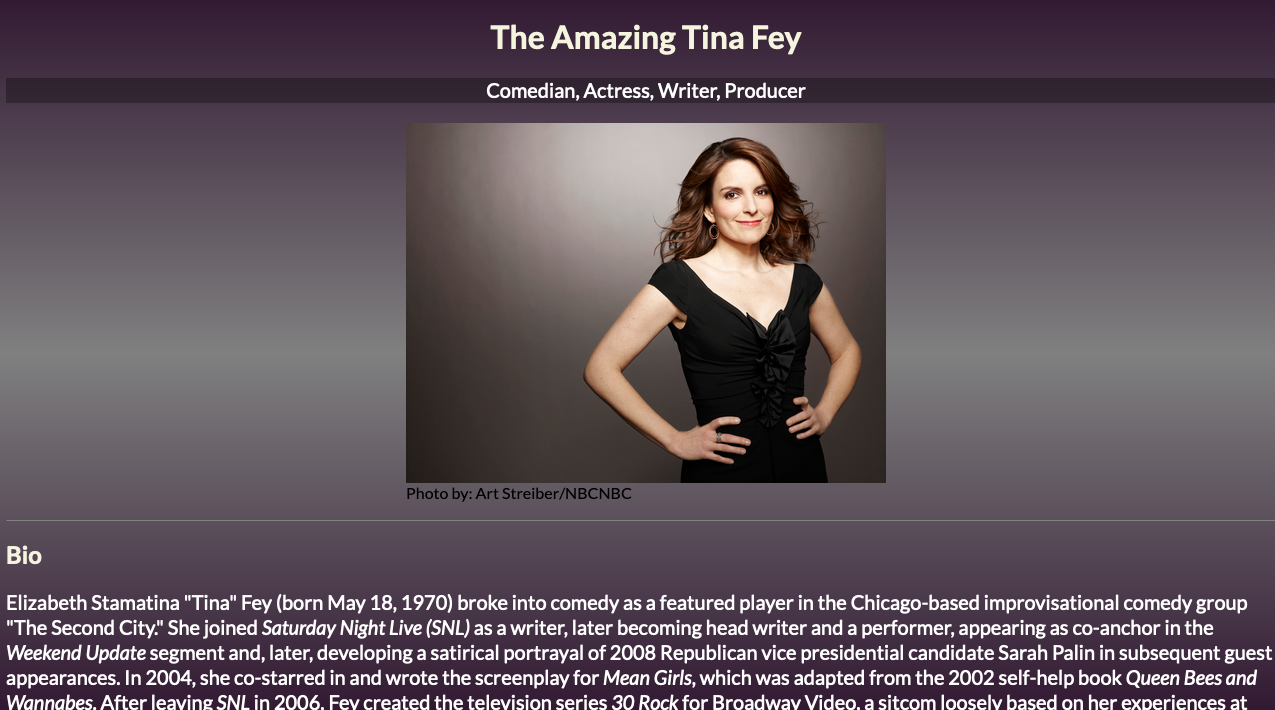 The Amazing Tina Fey
Comedian, Actress, Writer, Producer
Photo by: Art Streiber/NBCNBC
Bio
Elizabeth Stamatina "Tina" Fey (born May 18, 1970) broke into comedy as a featured player in the Chicago-based improvisational comedy group
"The Second City." She joined Saturday Night Live (SNL) as a writer, later becoming head writer and a performer, appearing as co-anchor in the
Weekend Update segment and, later, developing a satirical portrayal of 2008 Republican vice presidential candidate Sarah Palin in subsequent guest
appearances. In 2004, she co-starred in and wrote the screenplay for Mean Girls, which was adapted from the 2002 self-help book Queen Bees and
Wannabes. After leaving SNL in 2006, Fey created the television series 30 Rock for Broadway Video, a sitcom loosely based on her experiences at